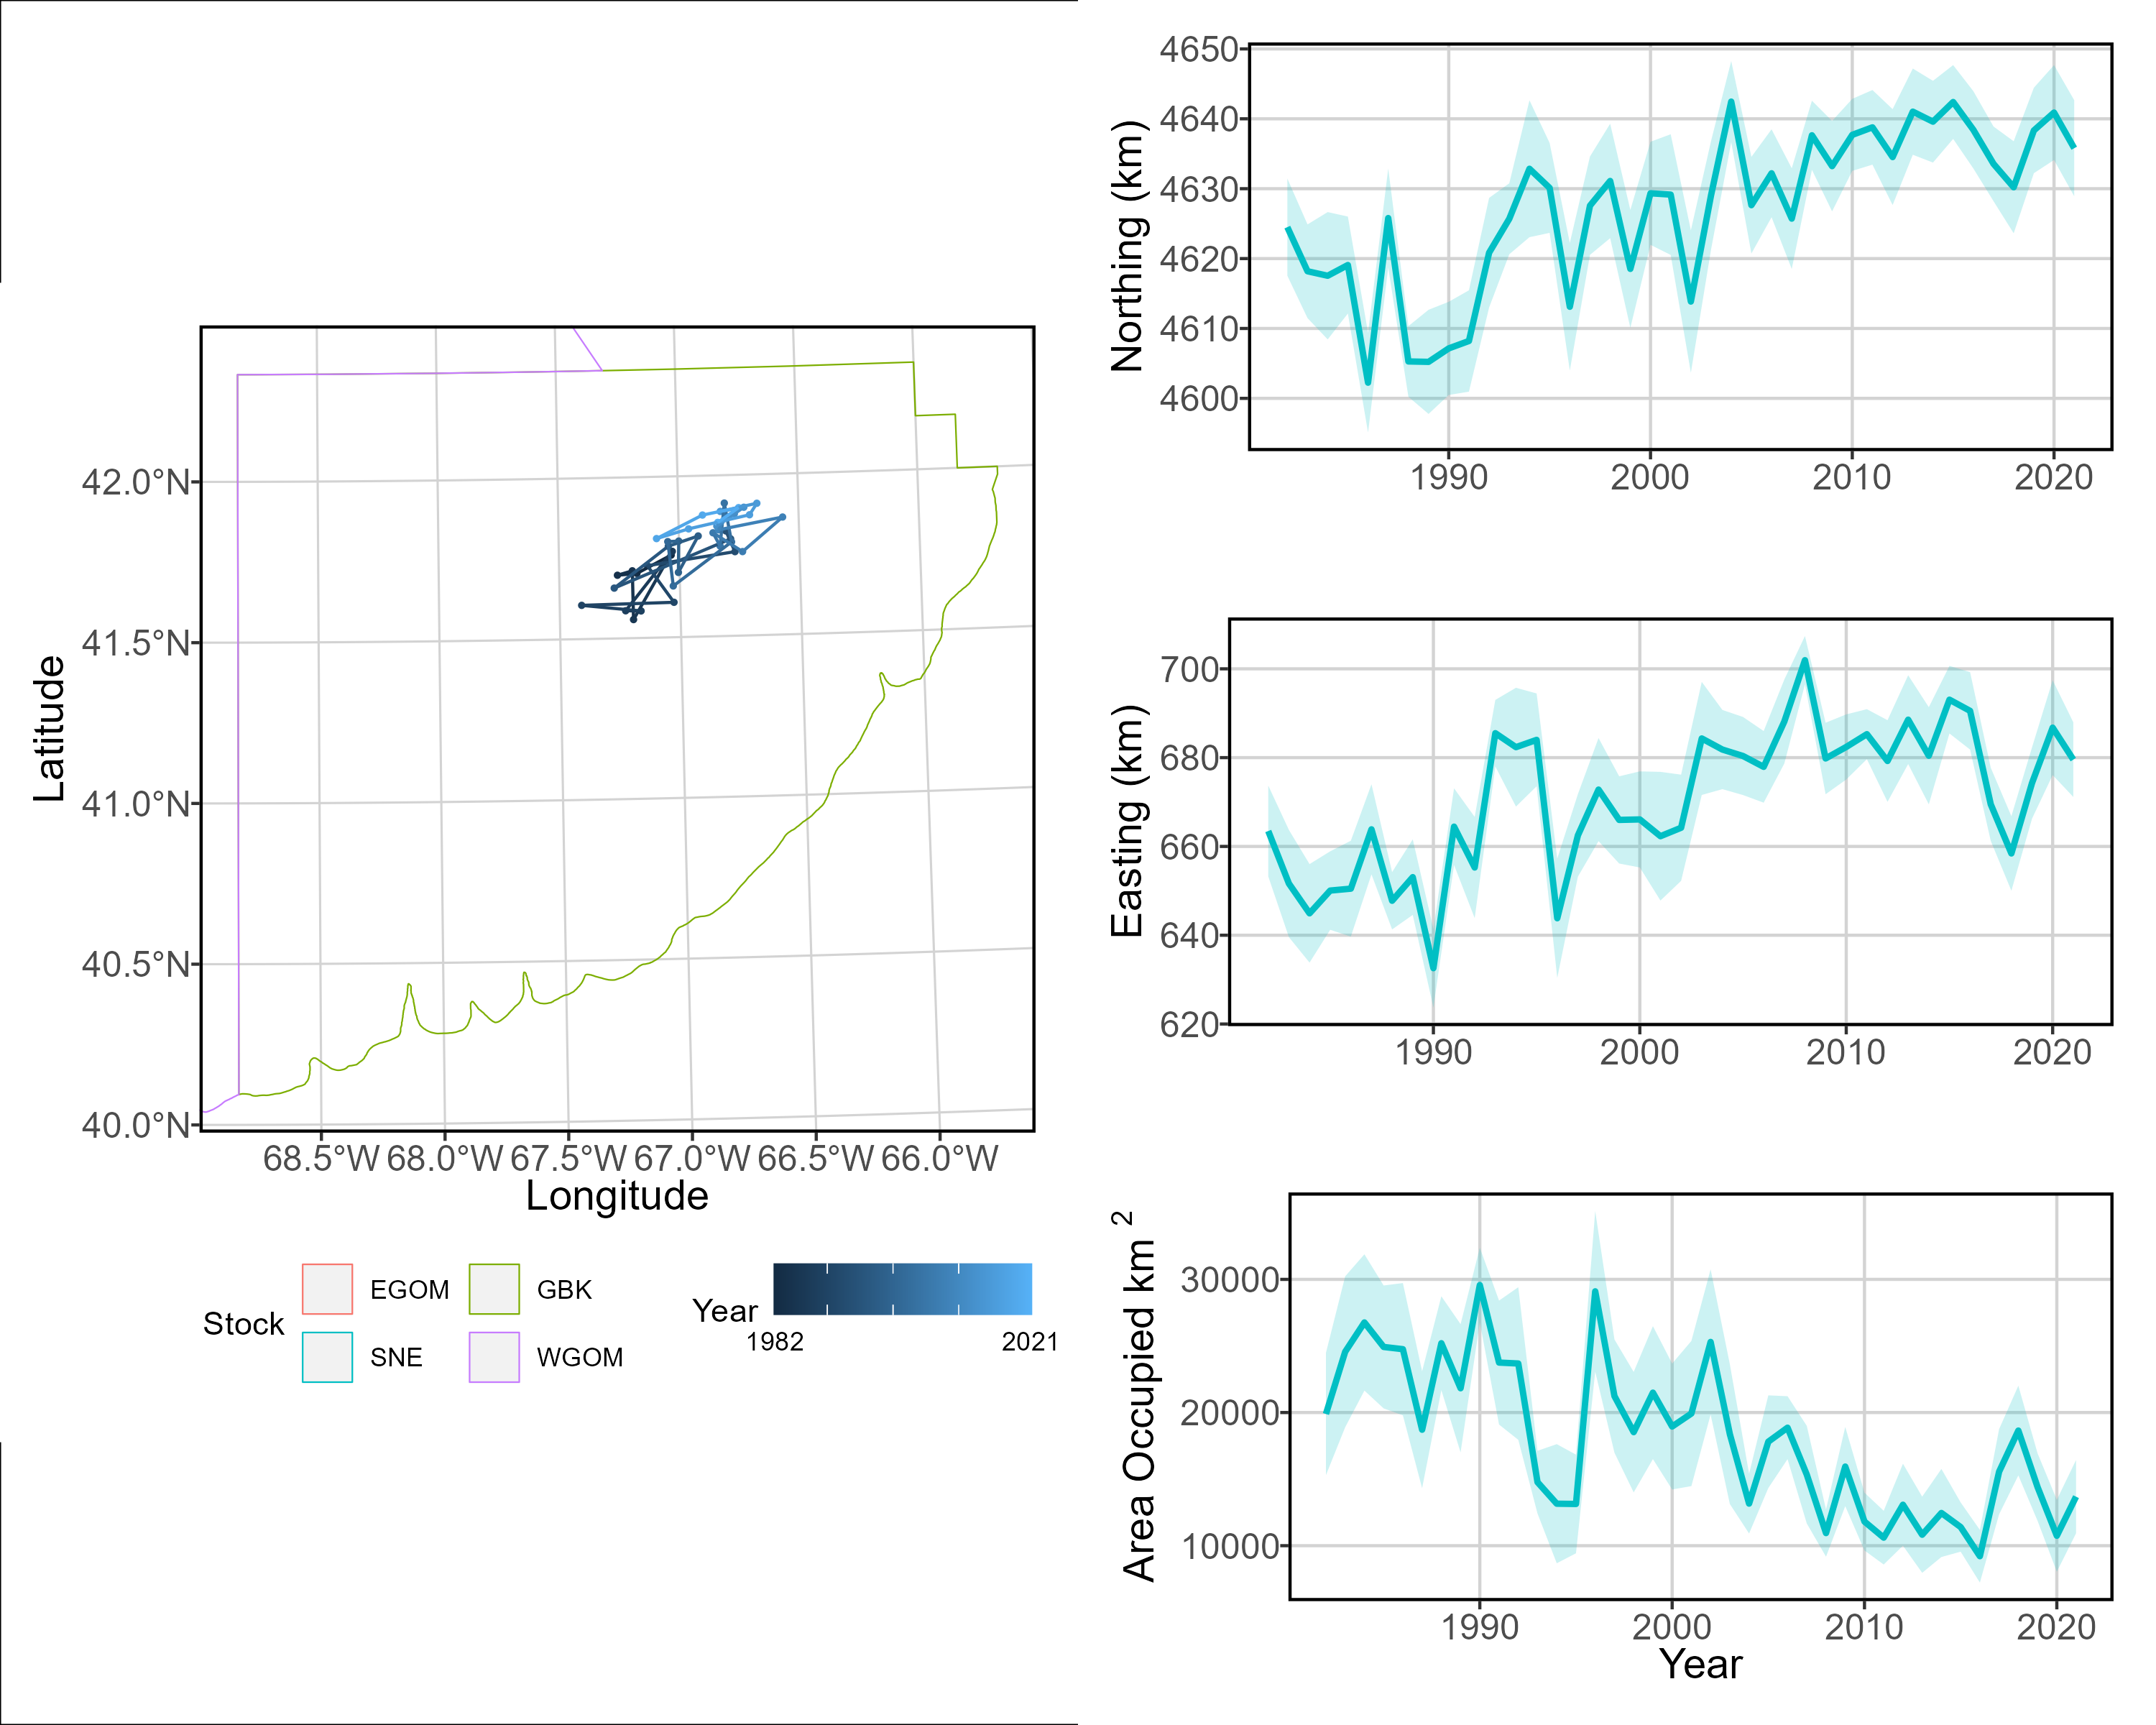 42.0°N
41.5°N
41.0°N
40.5°N
40.0°N
Latitude
68.5°W 68.0°W 67.5°W 67.0°W 66.5°W 66.0°W
Longitude
Stock
EGOM
GBK
SNE
WGOM
Year
1982
2021
Northing (km)
4650
4640
4630
4620
4610
4600
1990
2000
2010
2020
Easting (km)
700
680
660
640
620
1990
2000
2010
2020
Area Occupied km 2
30000
20000
10000
1990
2000
2010
2020
Year